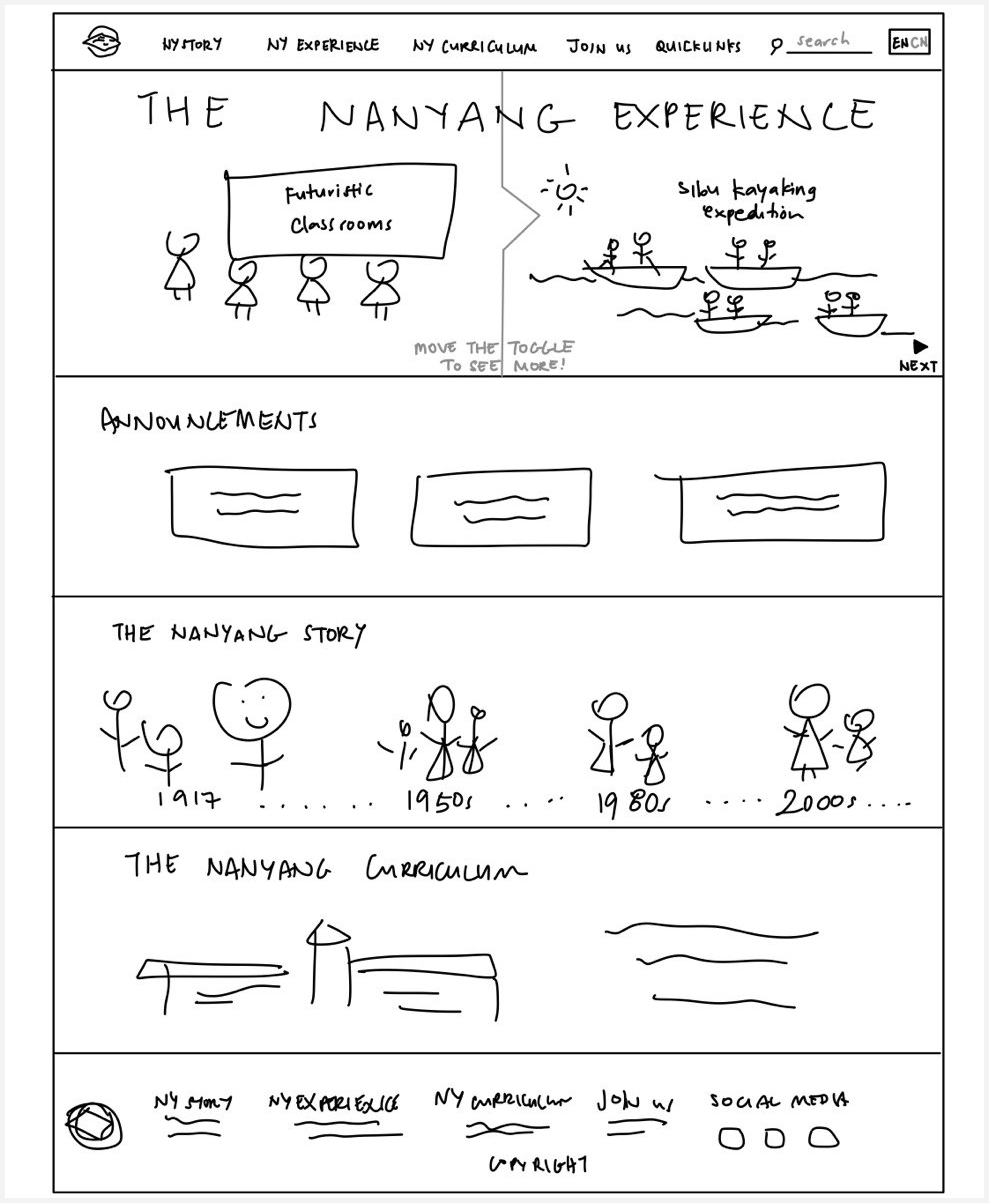 NY STORY NY EXPERIENCE NY CURRICULUM JOIN US QUICKLINKS search EN CN
THE NANYANG EXPERIENCE
Futuristic
Classrooms
Sibu kayaking
expedition
MOVE THE TOGGLE
TO SEE MORE!
NEXT
ANNOUNCEMENTS
THE NANYANG STORY
1917 ...... 1950s .... 1980s .... 2000s ....
THE NANYANG CURRICULUM
NY STORY NY EXPERIENCE NY CURRICULUM JOIN US SOCIAL MEDIA
COPYRIGHT